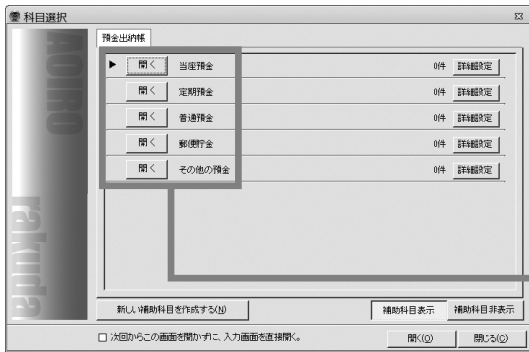 科目選択
預金出納帳
開く 当座預金 0件 詳細設定
開く 定期預金 0件 詳細設定
開く 普通預金 0件 詳細設定
開く 郵便貯金 0件 詳細設定
開く その他の預金 0件 詳細設定
新しい補助科目を作成する(N) 補助科目表示 補助科目非表示
次回からこの画面を開かずに、入力画面を直接開く。 開く(O) 閉じる(C)
AOIRO
rakuda